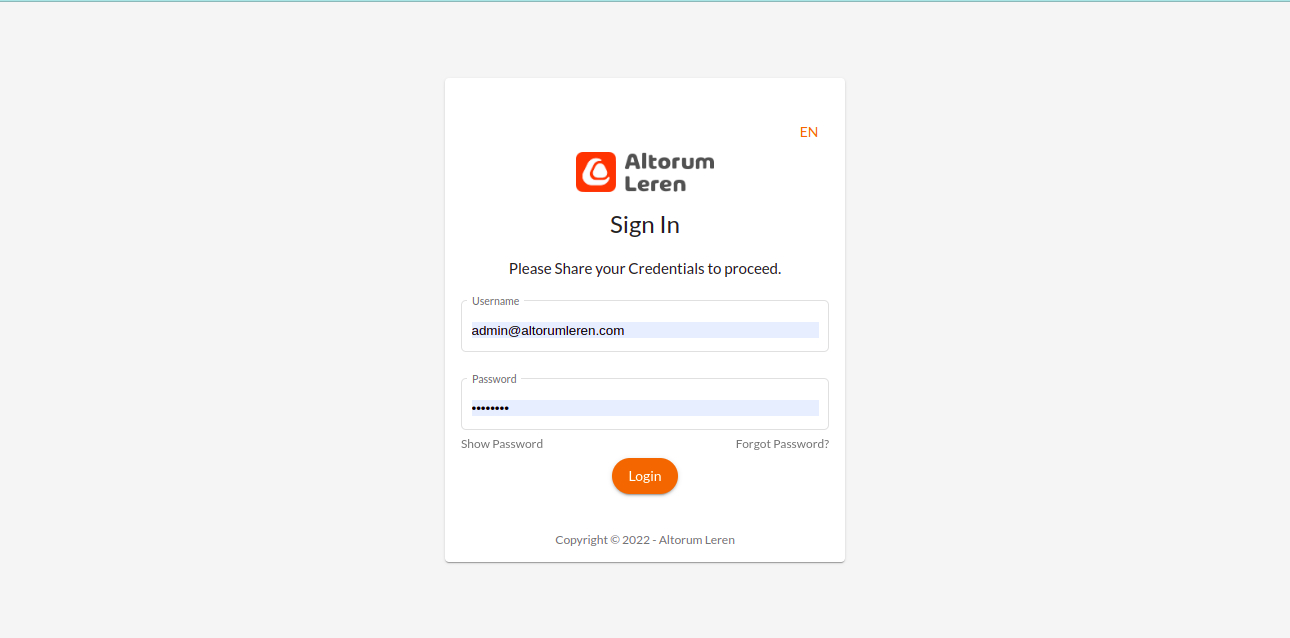 EN
Altorum
Leren
Sign In
Please Share your Credentials to proceed.
Username
admin@altorumleren.com
Password
••••••••
Show Password
Forgot Password?
Login
Copyright © 2022 - Altorum Leren